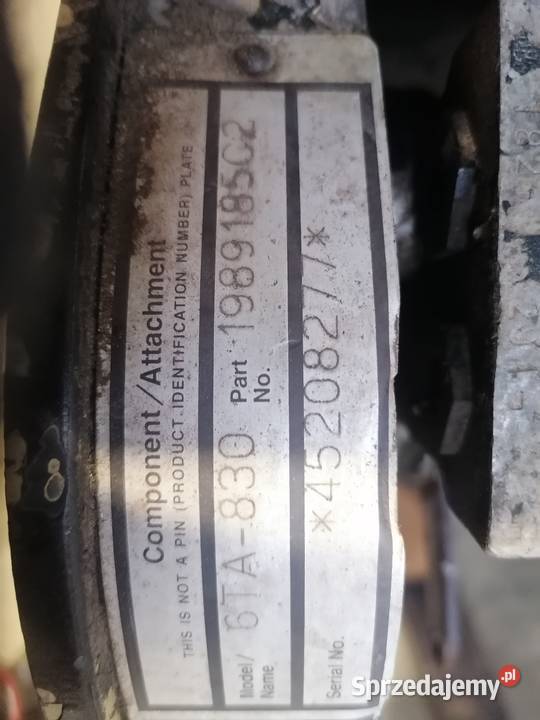 Component/Attachment
THIS IS NOT A PIN (PRODUCT IDENTIFICATION NUMBER) PLATE
Model/Name 6TA-830 Part No. 1989185C2
Serial No. *45208277*
Sprzedajemy.pl